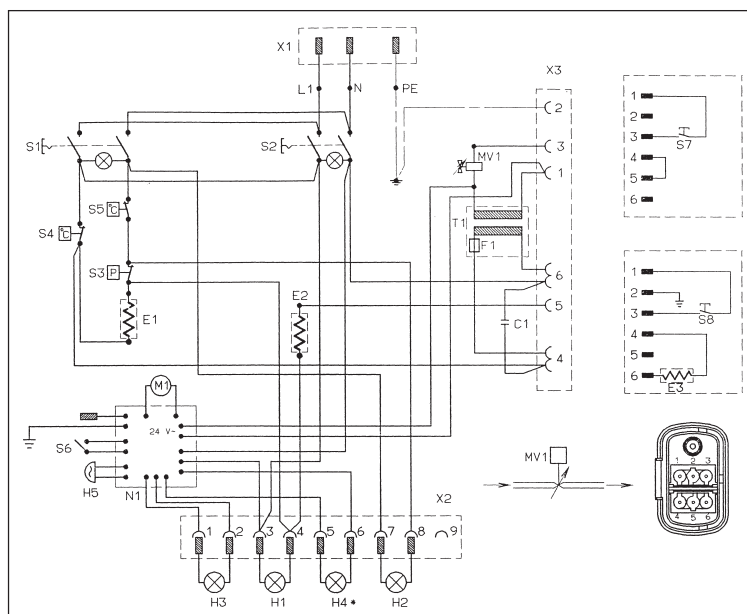 X1
X3
L1
N
PE
2
1
2
3
4
5
6
S7
S1
S2
3
MV1
1
S5
°C
S4
°C
T1
F1
S3
P
6
E1
E2
5
C1
4
1
2
3
4
5
6
S8
E3
M1
24 V~
S6
H5
N1
MV1
1 2 3
4 5 6
X2
1 2 3 4 5 6 7 8 9
H3
H1
H4*
H2